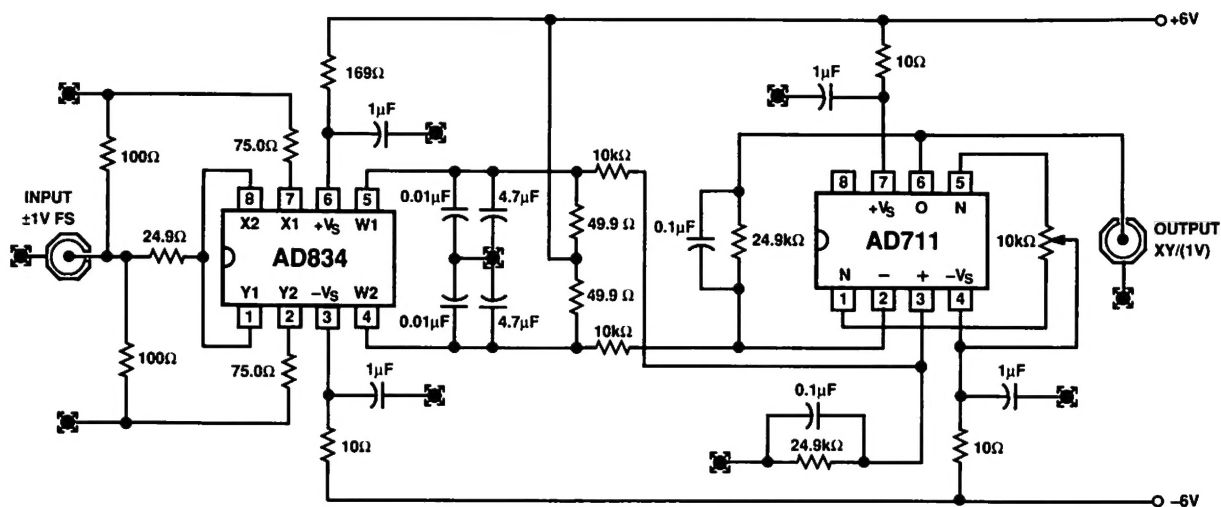 +6V
169Ω
10Ω
1µF
1µF
100Ω
75.0Ω
10kΩ
8 7 6 5
X2 X1 +VS W1
INPUT
±1V FS
24.9Ω
AD834
Y1 Y2 −VS W2
1 2 3 4
0.01µF
4.7µF
49.9Ω
49.9 Ω
0.01µF
4.7µF
10kΩ
0.1µF
24.9kΩ
8 7 6 5
+VS O N
AD711
N − + −VS
1 2 3 4
10kΩ
OUTPUT
XY/(1V)
100Ω
75.0Ω
1µF
10Ω
0.1µF
24.9kΩ
1µF
10Ω
−6V